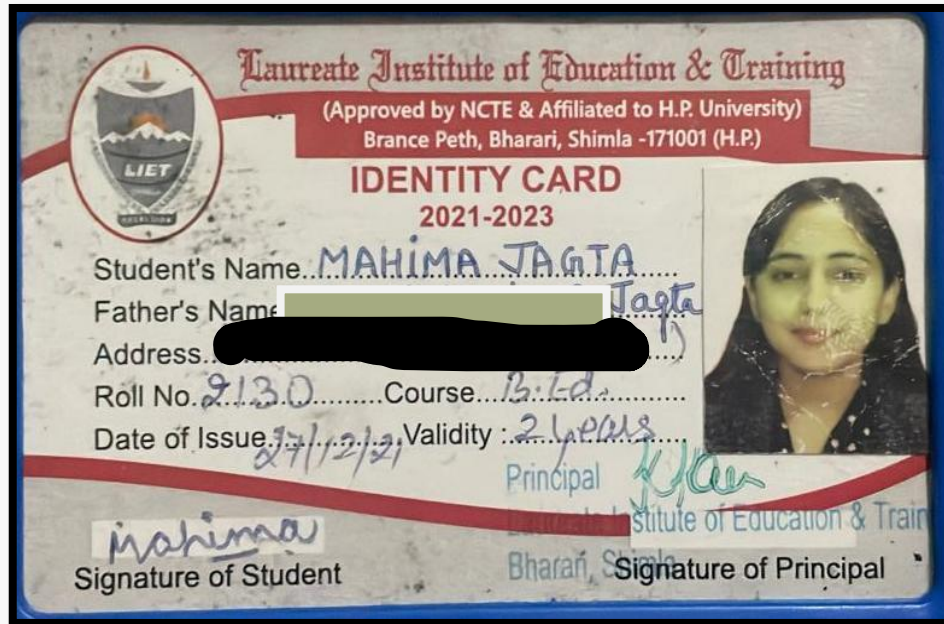 Laureate Institute of Education & Training
(Approved by NCTE & Affiliated to H.P. University)
Brance Peth, Bharari, Shimla -171001 (H.P.)
LIET
IDENTITY CARD
2021-2023
Student's Name..MAHIMA JAGTA
Father's Name Jagta
Address..
Roll No. 2130 Course B.Ed.
Date of Issue 27/12/21 Validity : 2 years
Principal
Institute of Education & Train
Bharari, Shimla
Mahima
Signature of Student
Signature of Principal